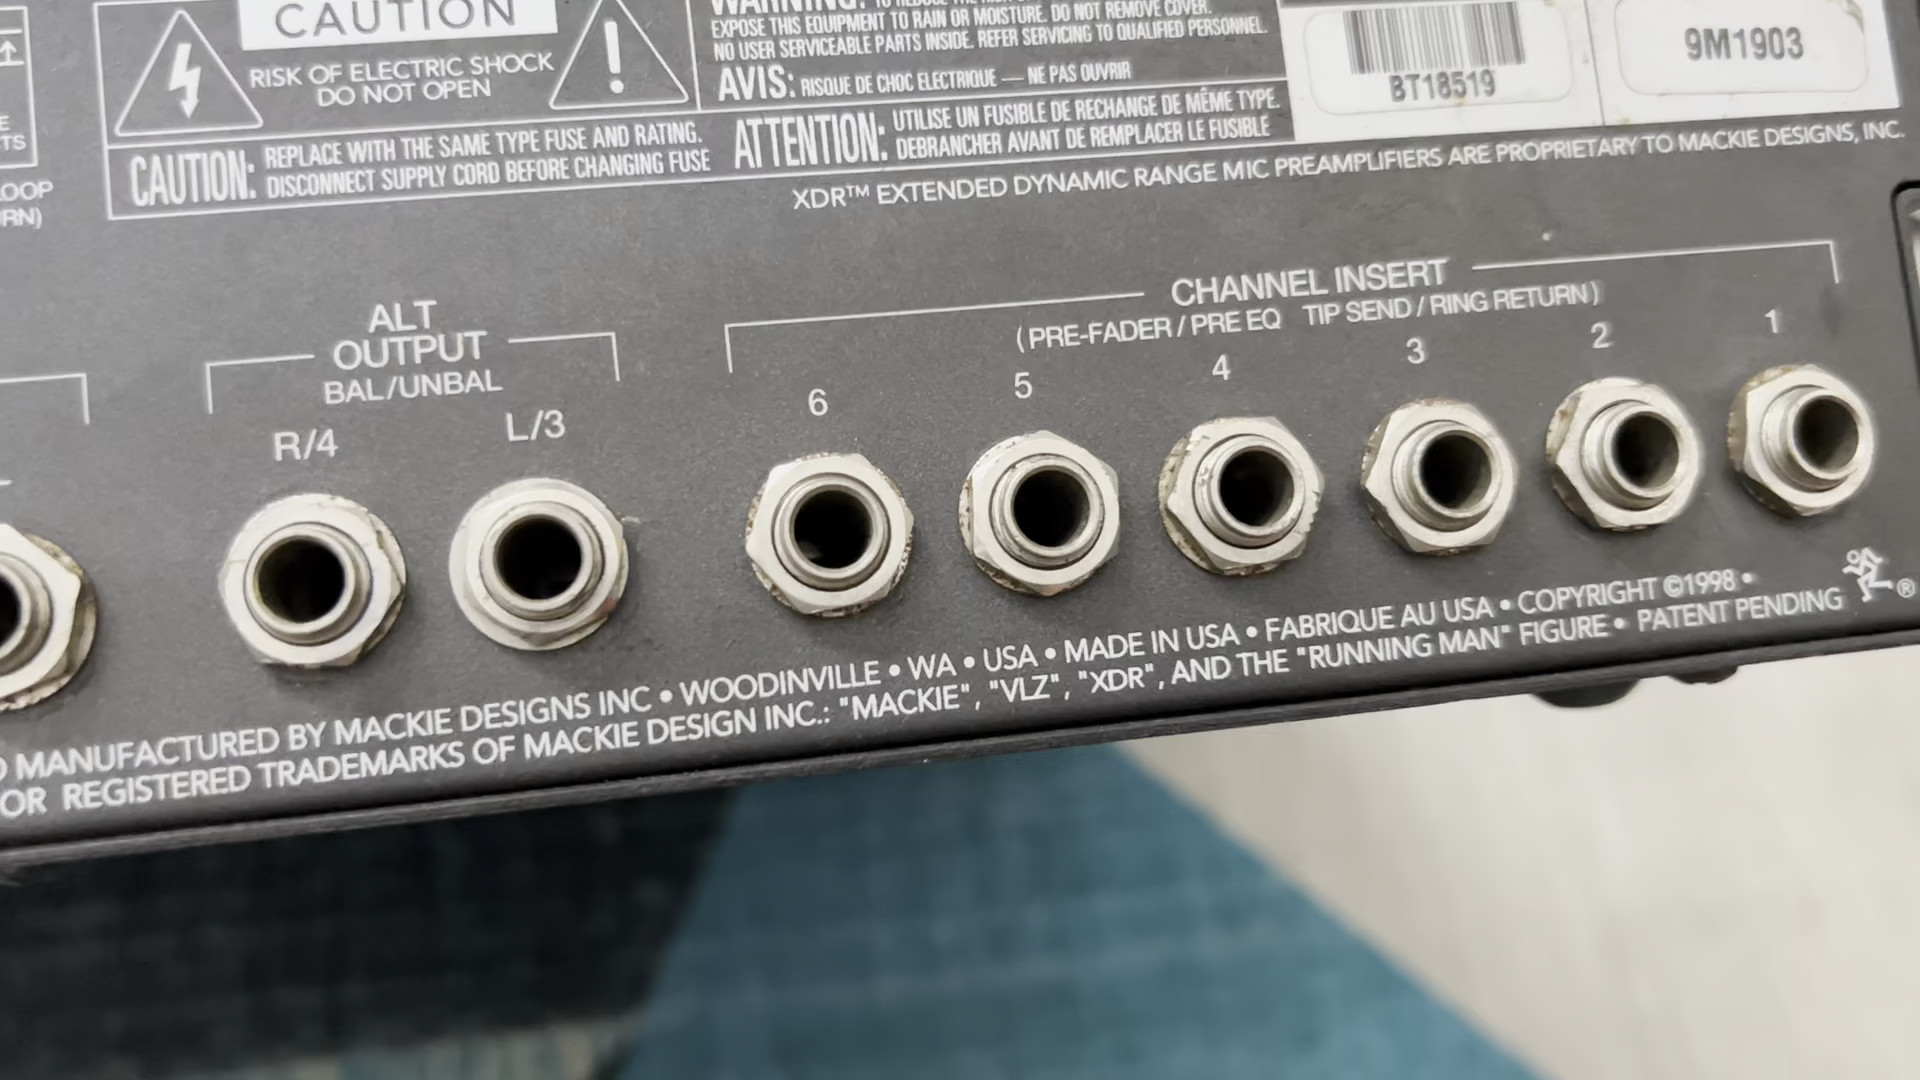 CAUTION
RISK OF ELECTRIC SHOCK
DO NOT OPEN
CAUTION: REPLACE WITH THE SAME TYPE FUSE AND RATING.
DISCONNECT SUPPLY CORD BEFORE CHANGING FUSE
WARNING:
EXPOSE THIS EQUIPMENT TO RAIN OR MOISTURE. DO NOT REMOVE COVER.
NO USER SERVICEABLE PARTS INSIDE. REFER SERVICING TO QUALIFIED PERSONNEL.
AVIS: RISQUE DE CHOC ELECTRIQUE — NE PAS OUVRIR
ATTENTION: UTILISE UN FUSIBLE DE RECHANGE DE MÊME TYPE.
DEBRANCHER AVANT DE REMPLACER LE FUSIBLE
BT18519
9M1903
XDR™ EXTENDED DYNAMIC RANGE MIC PREAMPLIFIERS ARE PROPRIETARY TO MACKIE DESIGNS, INC.
ALT
OUTPUT
BAL/UNBAL
R/4
L/3
CHANNEL INSERT
(PRE-FADER / PRE EQ TIP SEND / RING RETURN)
6
5
4
3
2
1
MANUFACTURED BY MACKIE DESIGNS INC • WOODINVILLE • WA • USA • MADE IN USA • FABRIQUE AU USA • COPYRIGHT ©1998 •
OR REGISTERED TRADEMARKS OF MACKIE DESIGN INC.: "MACKIE", "VLZ", "XDR", AND THE "RUNNING MAN" FIGURE • PATENT PENDING ®